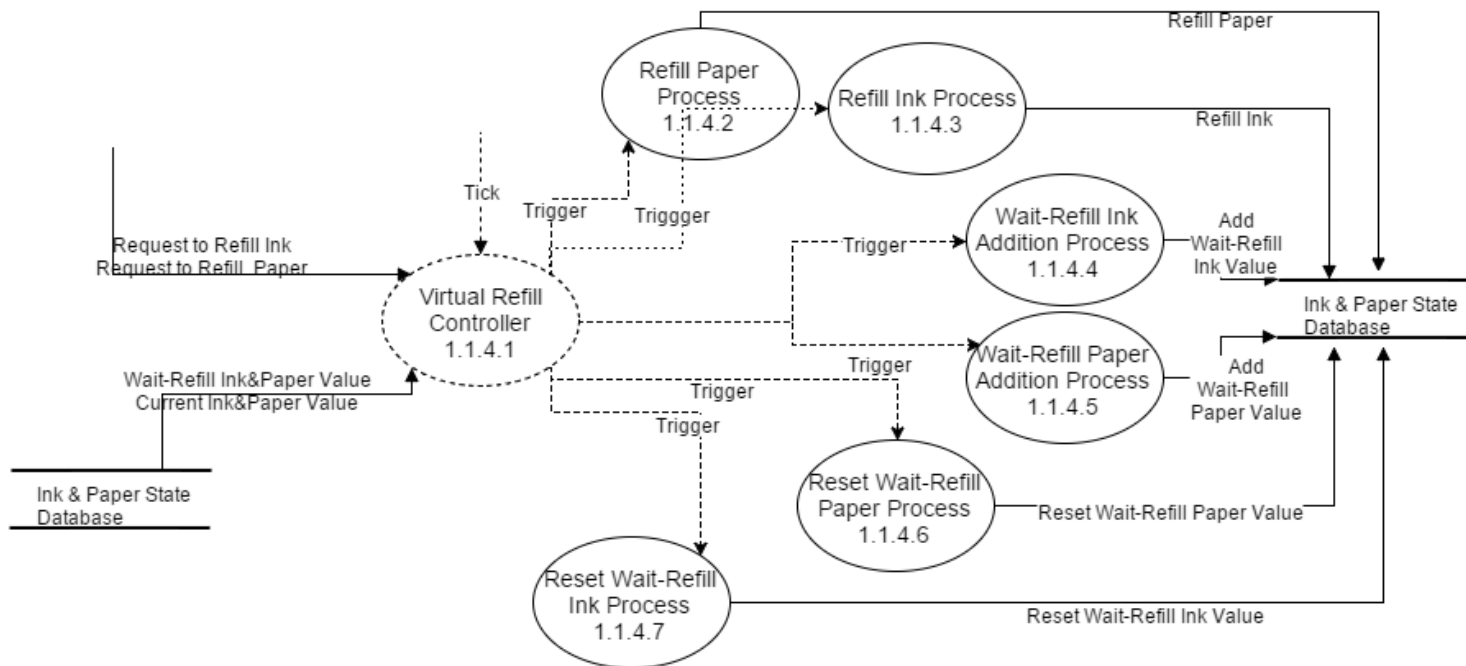 Refill Paper
Refill Paper
Process
1.1.4.2
Refill Ink Process
1.1.4.3
Refill Ink
Tick
Trigger
Triggger
Wait-Refill Ink
Addition Process
1.1.4.4
Add
Wait-Refill
Ink Value
Trigger
Request to Refill Ink
Request to Refill Paper
Virtual Refill
Controller
1.1.4.1
Ink & Paper State
Database
Wait-Refill Paper
Addition Process
1.1.4.5
Add
Wait-Refill
Paper Value
Trigger
Wait-Refill Ink&Paper Value
Current Ink&Paper Value
Trigger
Trigger
Ink & Paper State
Database
Reset Wait-Refill
Paper Process
1.1.4.6
Reset Wait-Refill Paper Value
Reset Wait-Refill
Ink Process
1.1.4.7
Reset Wait-Refill Ink Value